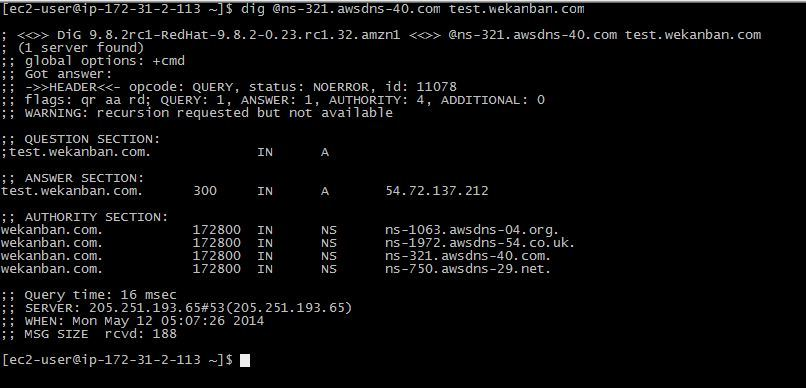 [ec2-user@ip-172-31-2-113 ~]$ dig @ns-321.awsdns-40.com test.wekanban.com
; <<>> DiG 9.8.2rc1-RedHat-9.8.2-0.23.rc1.32.amzn1 <<>> @ns-321.awsdns-40.com test.wekanban.com
; (1 server found)
;; global options: +cmd
;; Got answer:
;; ->>HEADER<<- opcode: QUERY, status: NOERROR, id: 11078
;; flags: qr aa rd; QUERY: 1, ANSWER: 1, AUTHORITY: 4, ADDITIONAL: 0
;; WARNING: recursion requested but not available
;; QUESTION SECTION:
;test.wekanban.com. IN A
;; ANSWER SECTION:
test.wekanban.com. 300 IN A 54.72.137.212
;; AUTHORITY SECTION:
wekanban.com. 172800 IN NS ns-1063.awsdns-04.org.
wekanban.com. 172800 IN NS ns-1972.awsdns-54.co.uk.
wekanban.com. 172800 IN NS ns-321.awsdns-40.com.
wekanban.com. 172800 IN NS ns-750.awsdns-29.net.
;; Query time: 16 msec
;; SERVER: 205.251.193.65#53(205.251.193.65)
;; WHEN: Mon May 12 05:07:26 2014
;; MSG SIZE rcvd: 188
[ec2-user@ip-172-31-2-113 ~]$